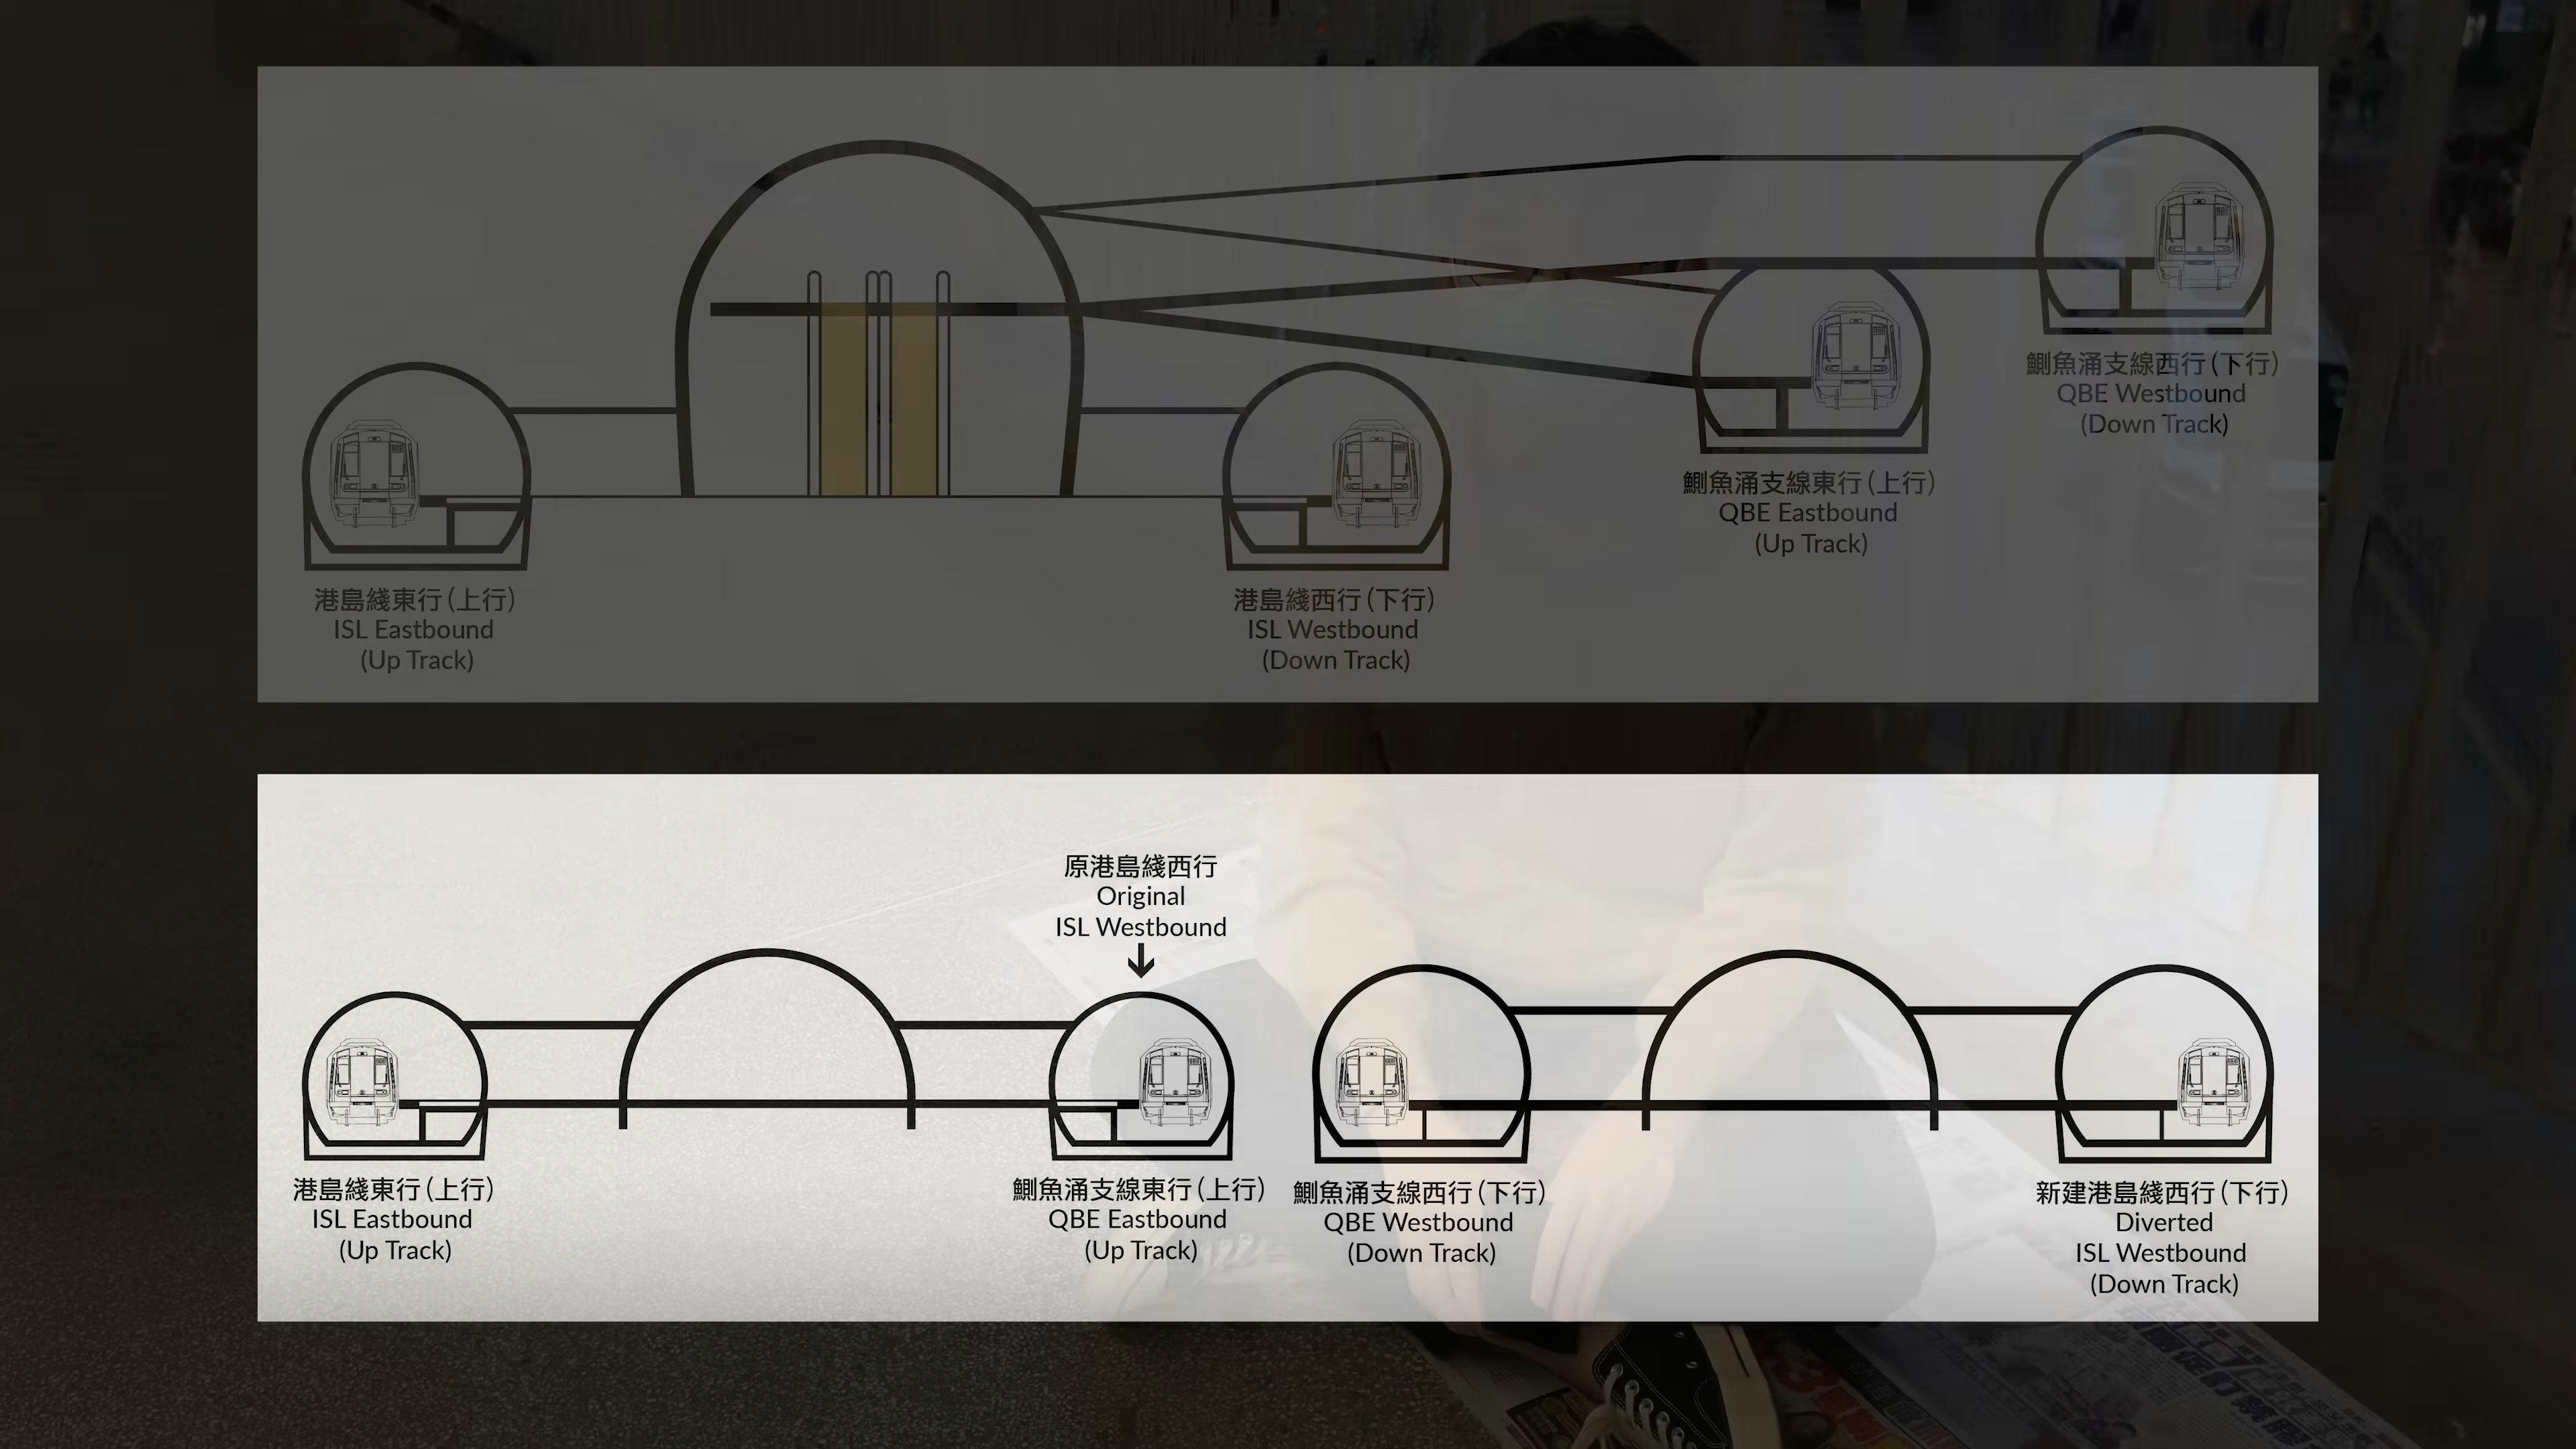 鰂魚涌支線西行(下行)
QBE Westbound
(Down Track)
鰂魚涌支線東行(上行)
QBE Eastbound
(Up Track)
港島綫東行(上行)
ISL Eastbound
(Up Track)
港島綫西行(下行)
ISL Westbound
(Down Track)
原港島綫西行
Original
ISL Westbound
港島綫東行(上行)
ISL Eastbound
(Up Track)
鰂魚涌支線東行(上行)
QBE Eastbound
(Up Track)
鰂魚涌支線西行(下行)
QBE Westbound
(Down Track)
新建港島綫西行(下行)
Diverted
ISL Westbound
(Down Track)